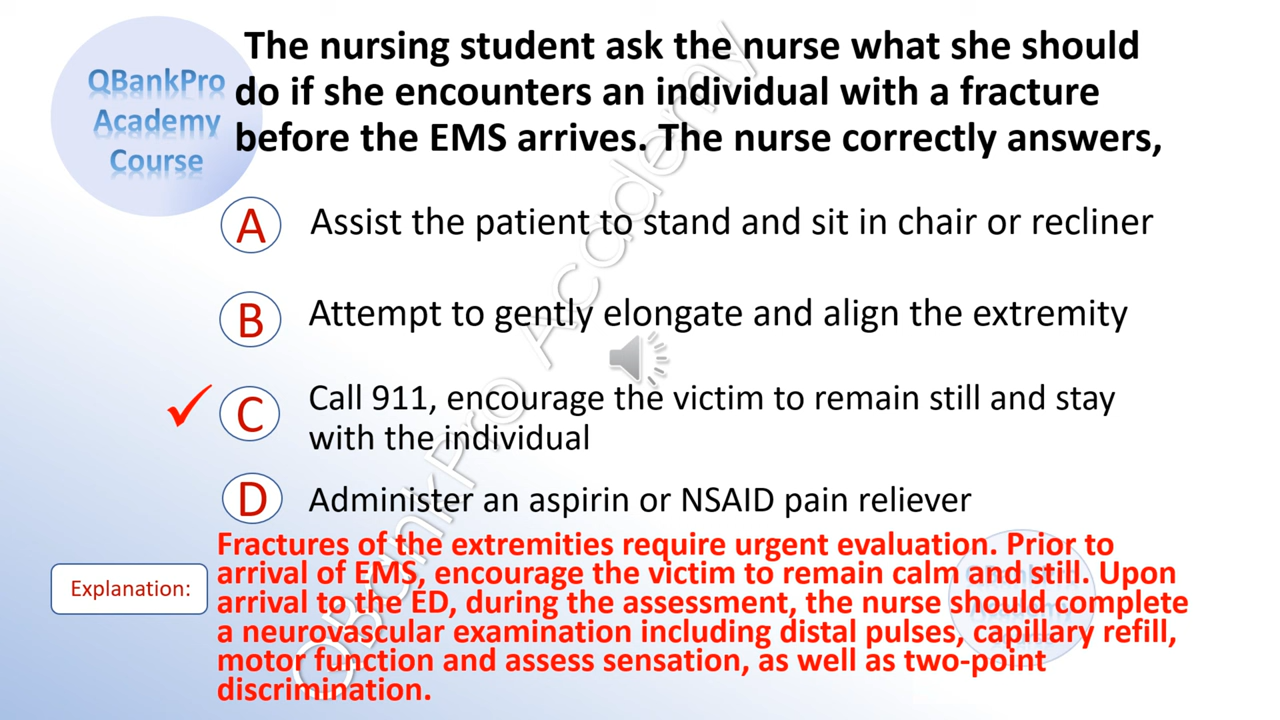 QBankPro
Academy
Course
The nursing student ask the nurse what she should
do if she encounters an individual with a fracture
before the EMS arrives. The nurse correctly answers,
A Assist the patient to stand and sit in chair or recliner
B Attempt to gently elongate and align the extremity
C Call 911, encourage the victim to remain still and stay
with the individual
D Administer an aspirin or NSAID pain reliever
Explanation:
Fractures of the extremities require urgent evaluation. Prior to
arrival of EMS, encourage the victim to remain calm and still. Upon
arrival to the ED, during the assessment, the nurse should complete
a neurovascular examination including distal pulses, capillary refill,
motor function and assess sensation, as well as two-point
discrimination.
QBankPro Academy